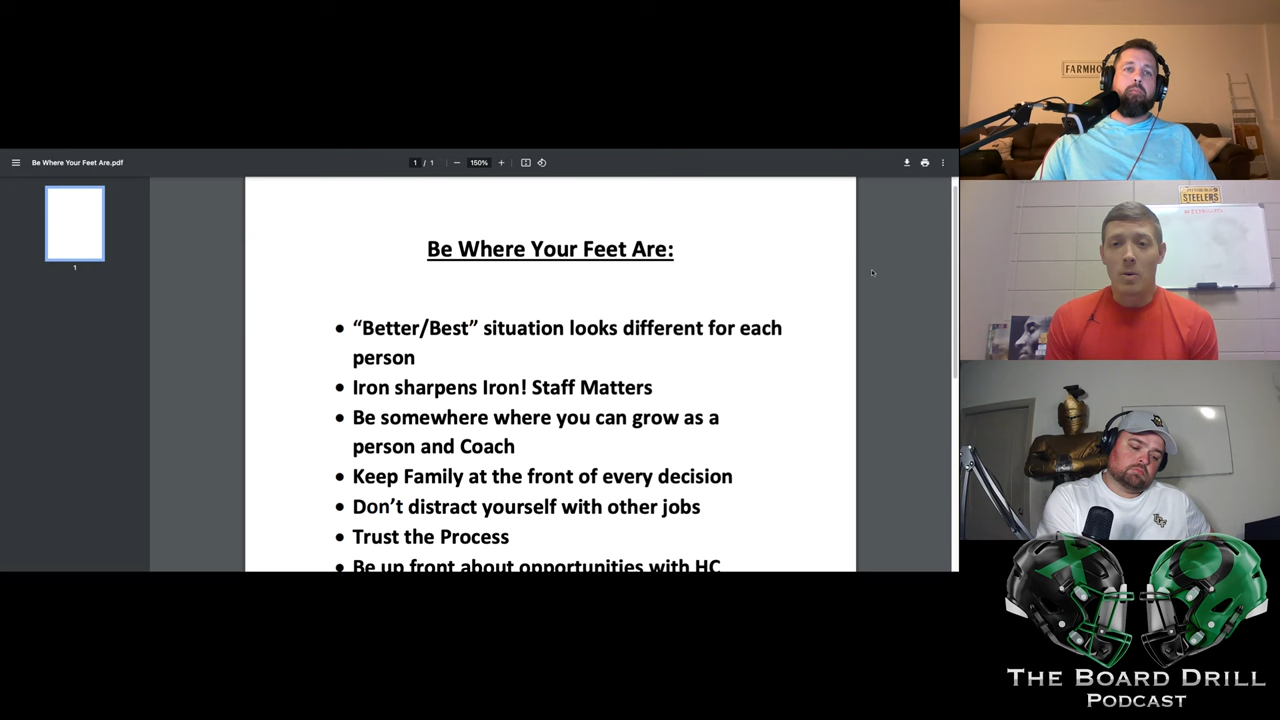 Be Where Your Feet Are.pdf
1 / 1
150%
1
Be Where Your Feet Are:
• “Better/Best” situation looks different for each
person
• Iron sharpens Iron! Staff Matters
• Be somewhere where you can grow as a
person and Coach
• Keep Family at the front of every decision
• Don’t distract yourself with other jobs
• Trust the Process
• Be up front about opportunities with HC
STEELERS
THE BOARD DRILL
PODCAST